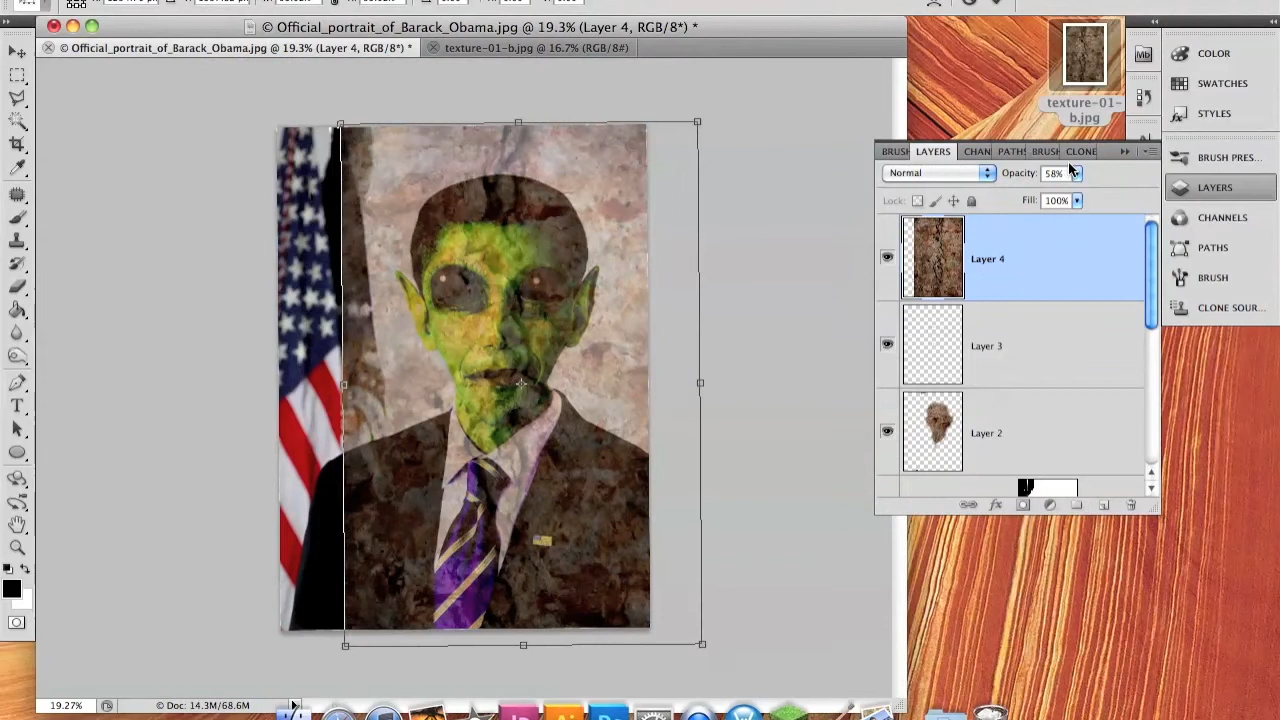 © Official_portrait_of_Barack_Obama.jpg @ 19.3% (Layer 4, RGB/8*) *
© Official_portrait_of_Barack_Obama.jpg @ 19.3% (Layer 4, RGB/8*) *
texture-01-b.jpg @ 16.7% (RGB/8#)
texture-01-
b.jpg
Mb
COLOR
SWATCHES
STYLES
BRUSH PRES...
LAYERS
CHANNELS
PATHS
BRUSH
CLONE SOUR...
BRUSH LAYERS CHAN PATHS BRUSH CLONE
Normal Opacity: 58%
Lock: Fill: 100%
Layer 4
Layer 3
Layer 2
fx
19.27% © Doc: 14.3M/68.6M